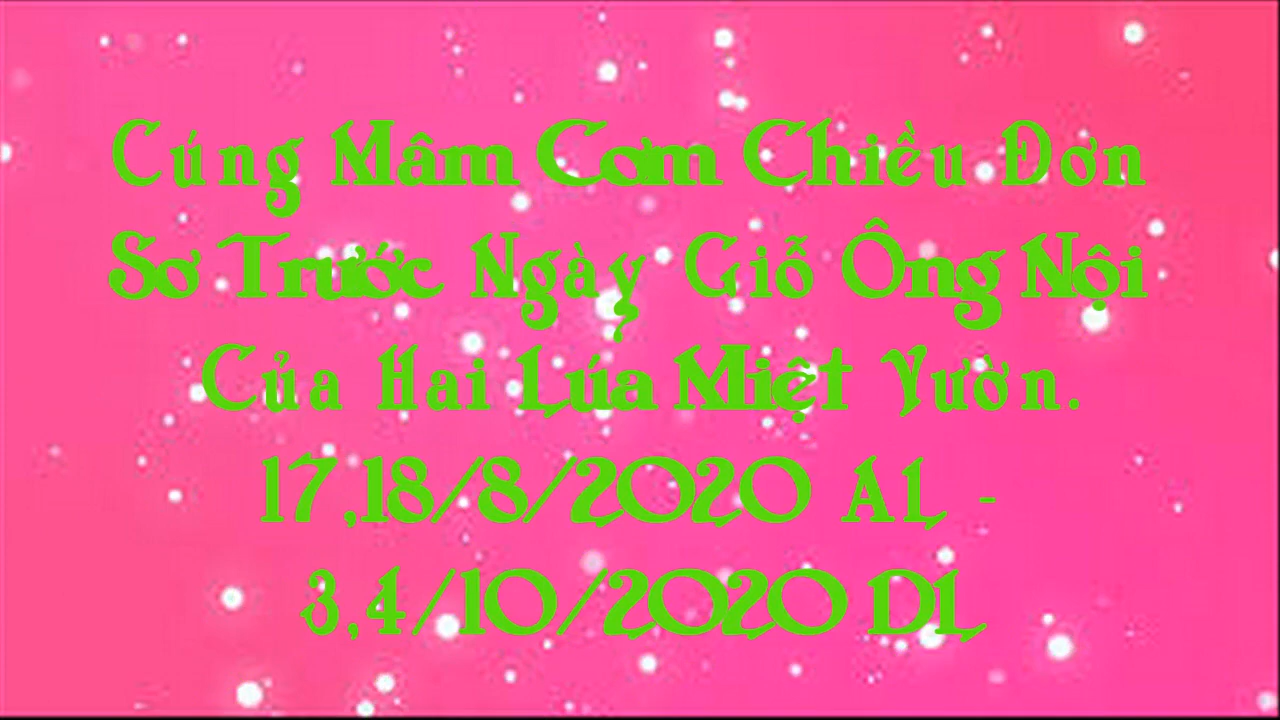 Cúng Mâm Cơm Chiều Đơn
Sơ Trước Ngày Giỗ Ông Nội
Của Hai Lúa Miệt Vườn.
17,18/8/2020 AL -
3,4/10/2020 DL